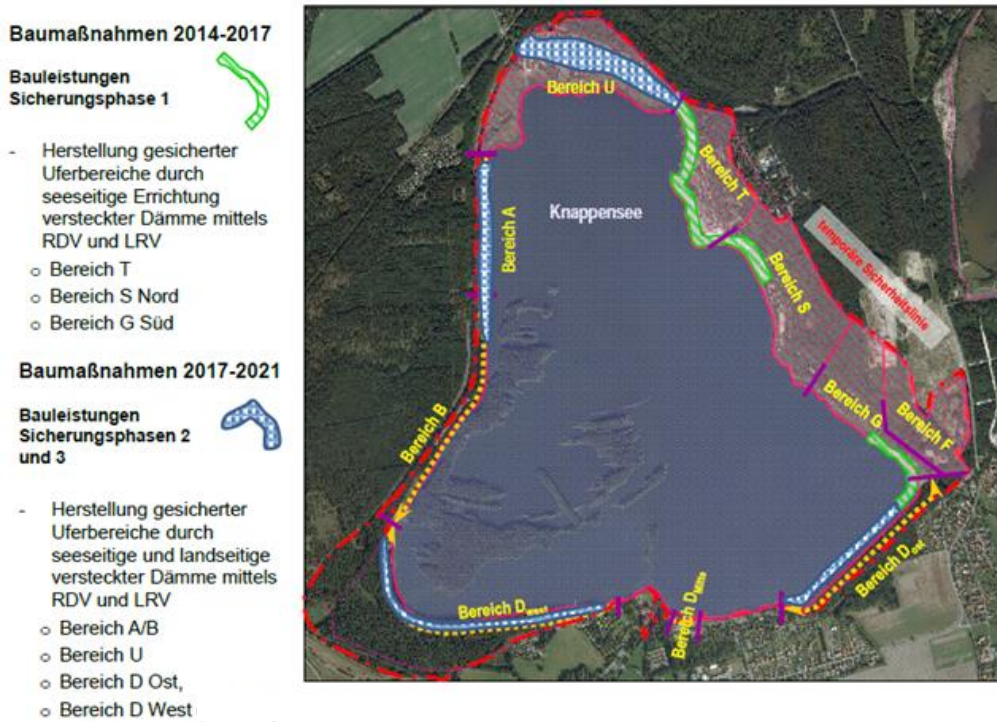 Baumaßnahmen 2014-2017
Bauleistungen
Sicherungsphase 1
- Herstellung gesicherter
Uferbereiche durch
seeseitige Errichtung
versteckter Dämme mittels
RDV und LRV
o Bereich T
o Bereich S Nord
o Bereich G Süd
Baumaßnahmen 2017-2021
Bauleistungen
Sicherungsphasen 2
und 3
- Herstellung gesicherter
Uferbereiche durch
seeseitige und landseitige
versteckter Dämme mittels
RDV und LRV
o Bereich A/B
o Bereich U
o Bereich D Ost,
o Bereich D West
Bereich U
Bereich T
Knappensee
Bereich A
Bereich S
temporäre Sicherheitslinie
Bereich B
Bereich G
Bereich F
Bereich D West
Bereich D Mitte
Bereich D ost